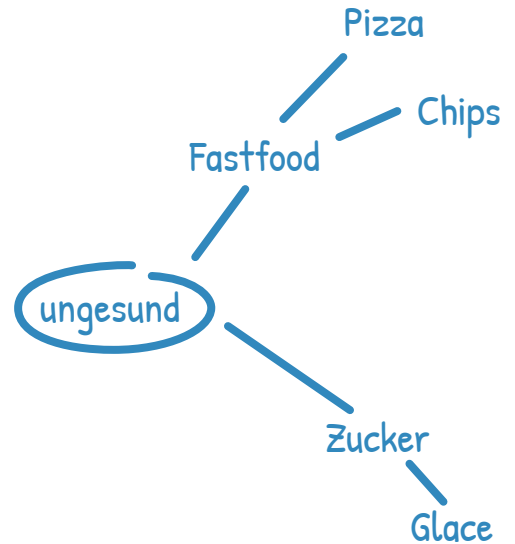 Pizza
Chips
Fastfood
ungesund
Zucker
Glace